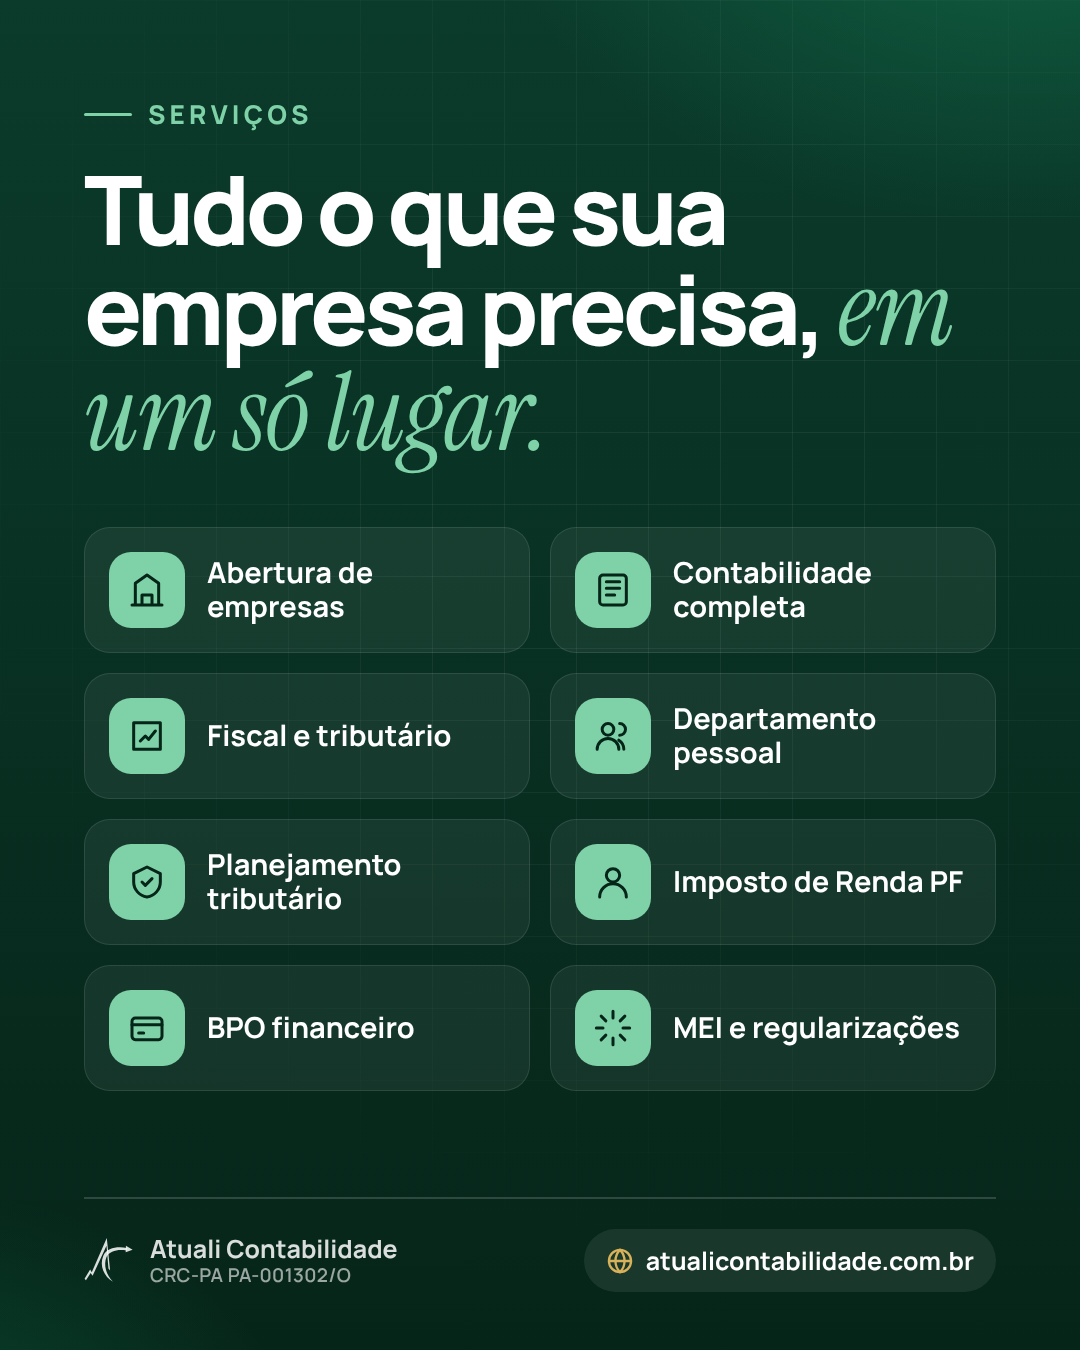 SERVIÇOS
Tudo o que sua
empresa precisa, em
um só lugar.
Abertura de
empresas
Contabilidade
completa
Fiscal e tributário
Departamento
pessoal
Planejamento
tributário
Imposto de Renda PF
BPO financeiro
MEI e regularizações
Atuali Contabilidade
CRC-PA PA-001302/O
atualicontabilidade.com.br